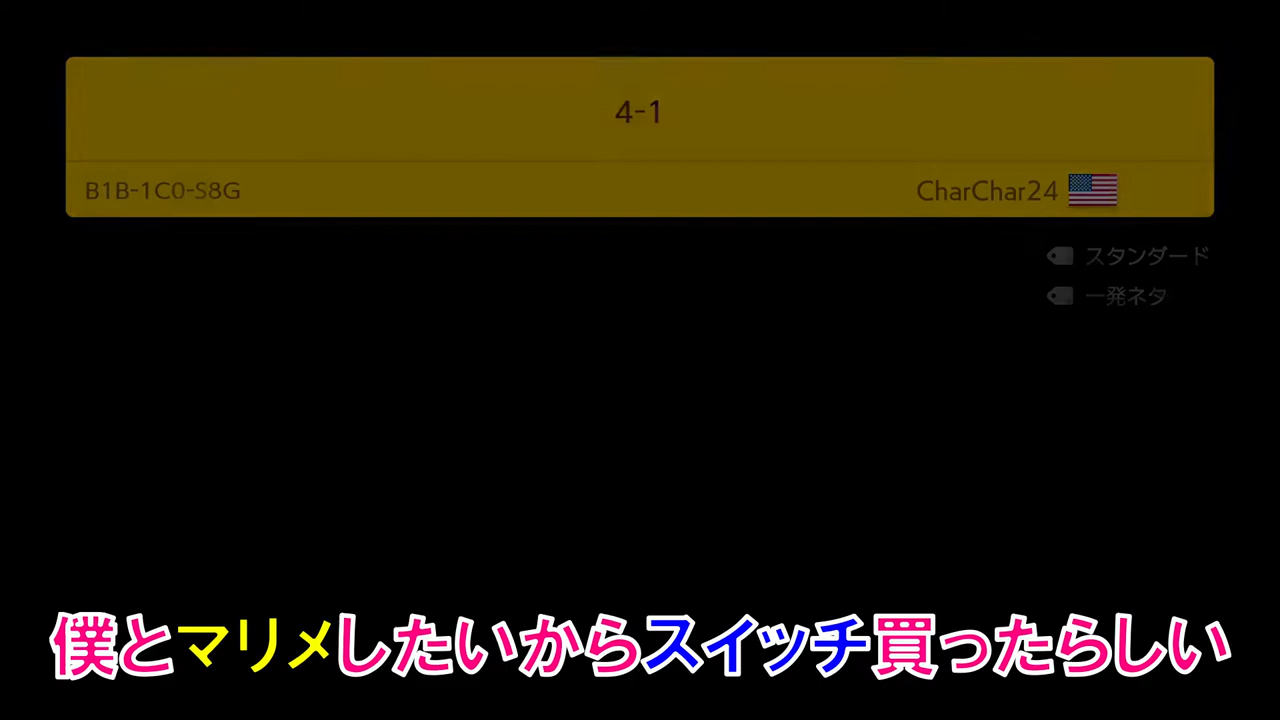 4-1
B1B-1C0-S8G
CharChar24
スタンダード
一発ネタ
僕とマリメしたいからスイッチ買ったらしい